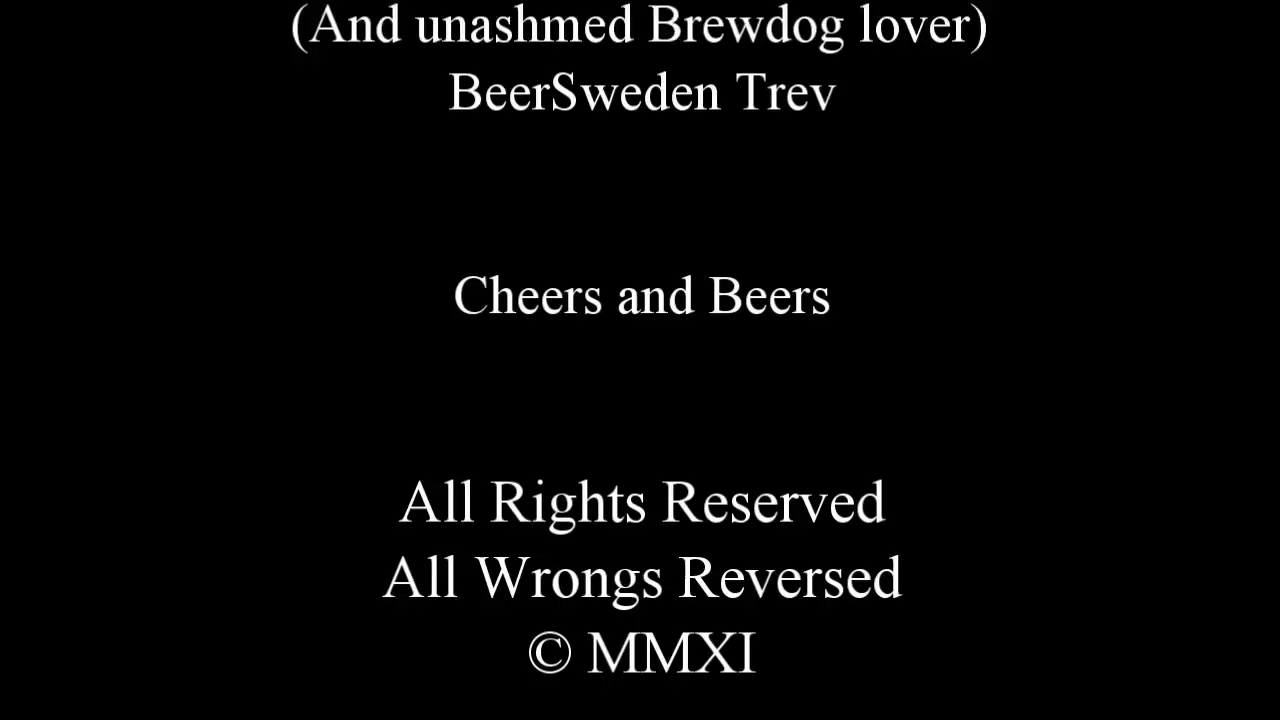 (And unashmed Brewdog lover)
BeerSweden Trev
Cheers and Beers
All Rights Reserved
All Wrongs Reversed
© MMXI